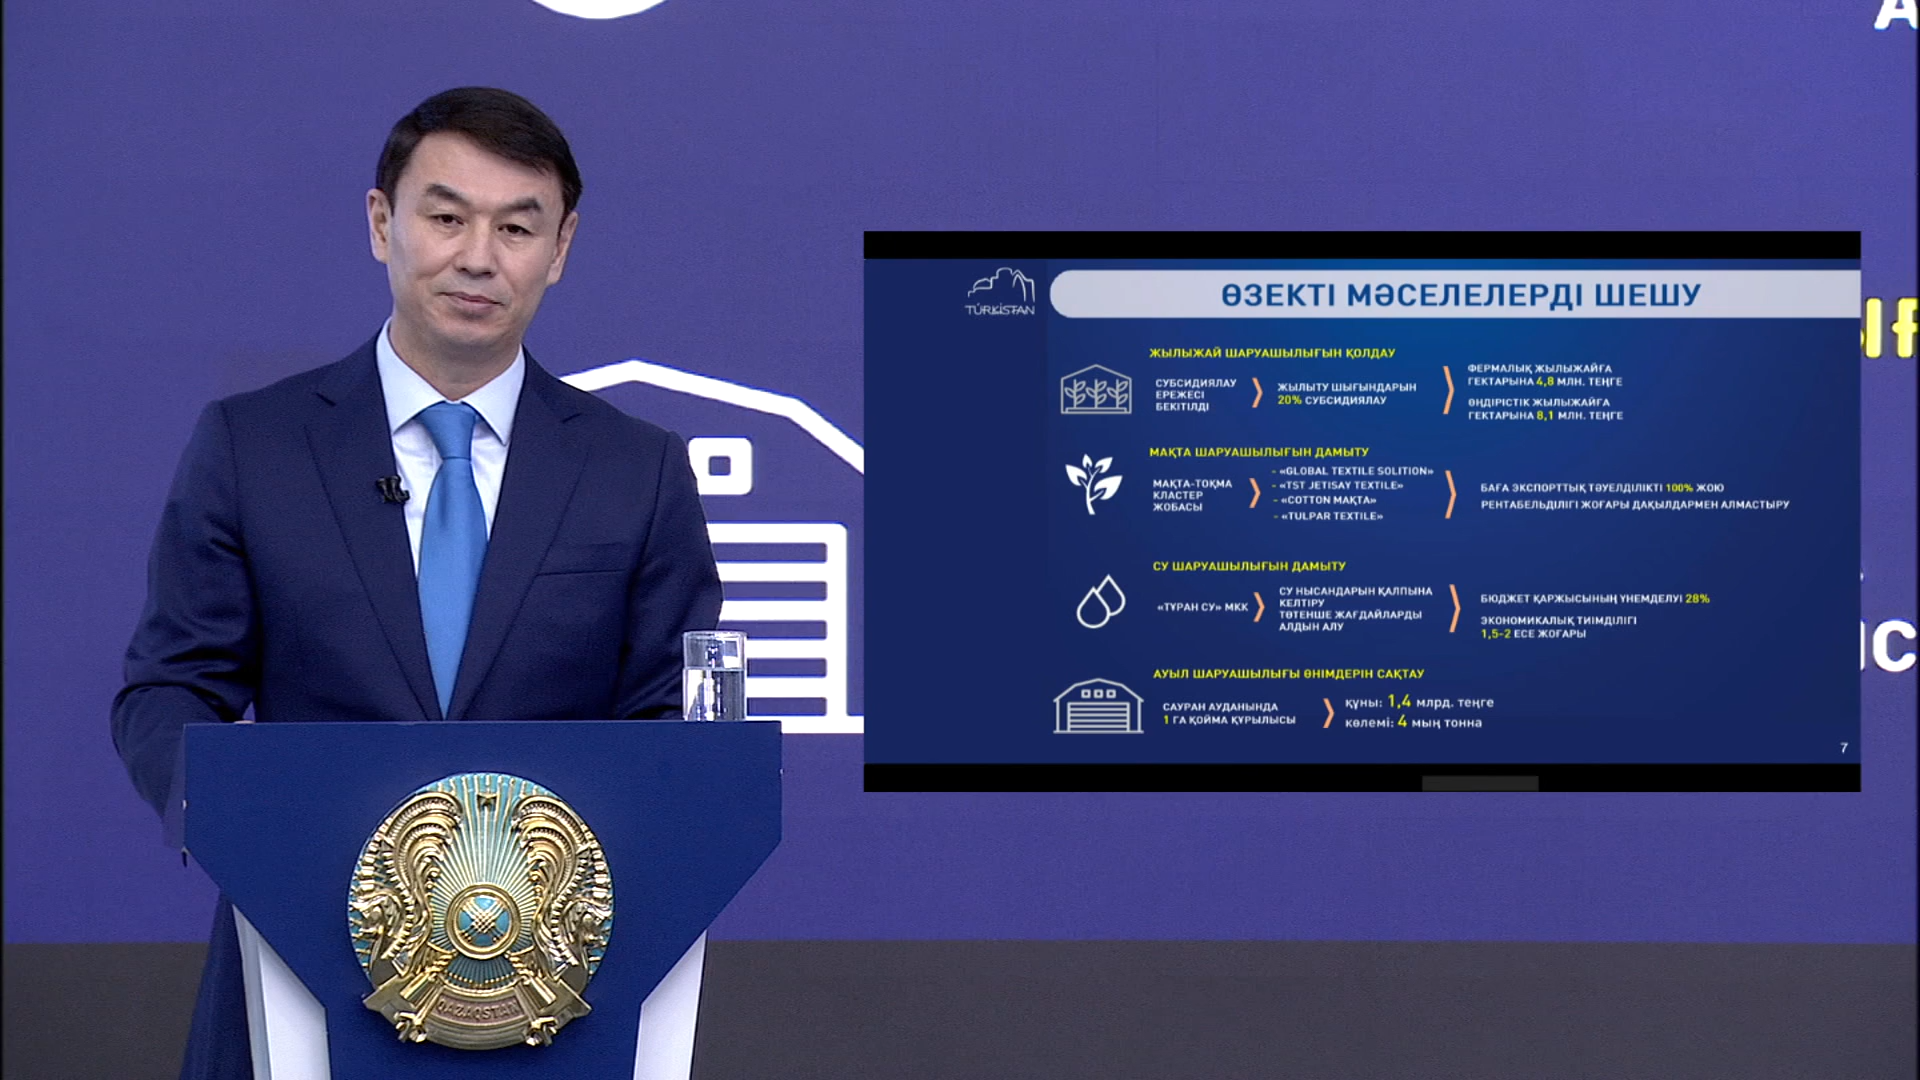 TÚRKISTAN
ӨЗЕКТІ МӘСЕЛЕЛЕРДІ ШЕШУ
ЖЫЛЫЖАЙ ШАРУАШЫЛЫҒЫН ҚОЛДАУ
СУБСИДИЯЛАУ
ЕРЕЖЕСІ
БЕКІТІЛДІ
ЖЫЛЫТУ ШЫҒЫНДАРЫН
20% СУБСИДИЯЛАУ
ФЕРМАЛЫҚ ЖЫЛЫЖАЙҒА
ГЕКТАРЫНА 4,8 МЛН. ТЕҢГЕ
ӨНДІРІСТІК ЖЫЛЫЖАЙҒА
ГЕКТАРЫНА 8,1 МЛН. ТЕҢГЕ
МАҚТА ШАРУАШЫЛЫҒЫН ДАМЫТУ
МАҚТА-ТОҚМА
КЛАСТЕР
ЖОБАСЫ
- «GLOBAL TEXTILE SOLITION»
- «TST JETISAY TEXTILE»
- «COTTON МАҚТА»
- «TULPAR TEXTILE»
БАҒА ЭКСПОРТТЫҚ ТӘУЕЛДІЛІКТІ 100% ЖОЮ
РЕНТАБЕЛЬДІЛІГІ ЖОҒАРЫ ДАҚЫЛДАРМЕН АЛМАСТЫРУ
СУ ШАРУАШЫЛЫҒЫН ДАМЫТУ
«ТҰРАН СУ» МКК
СУ НЫСАНДАРЫН ҚАЛПЫНА
КЕЛТІРУ
ТӨТЕНШЕ ЖАҒДАЙЛАРДЫ
АЛДЫН АЛУ
БЮДЖЕТ ҚАРЖЫСЫНЫҢ ҮНЕМДЕЛУІ 28%
ЭКОНОМИКАЛЫҚ ТИІМДІЛІГІ
1,5-2 ЕСЕ ЖОҒАРЫ
АУЫЛ ШАРУАШЫЛЫҒЫ ӨНІМДЕРІН САҚТАУ
САУРАН АУДАНЫНДА
1 ГА ҚОЙМА ҚҰРЫЛЫСЫ
құны: 1,4 млрд. теңге
көлемі: 4 мың тонна
7
QAZAQSTAN